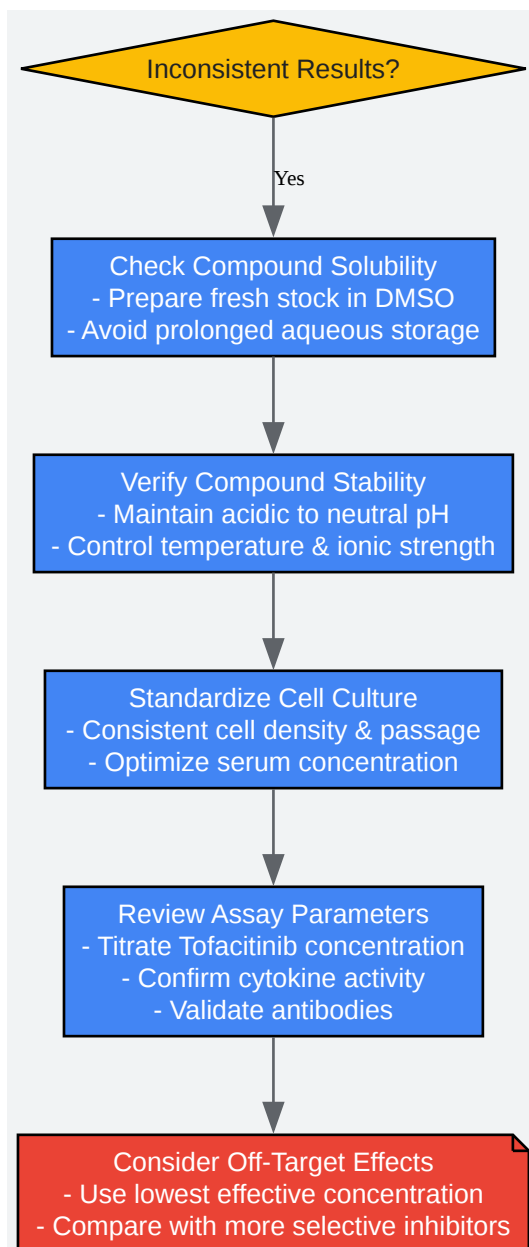 Inconsistent Results?
Yes
Check Compound Solubility
- Prepare fresh stock in DMSO
- Avoid prolonged aqueous storage
Verify Compound Stability
- Maintain acidic to neutral pH
- Control temperature & ionic strength
Standardize Cell Culture
- Consistent cell density & passage
- Optimize serum concentration
Review Assay Parameters
- Titrate Tofacitinib concentration
- Confirm cytokine activity
- Validate antibodies
Consider Off-Target Effects
- Use lowest effective concentration
- Compare with more selective inhibitors